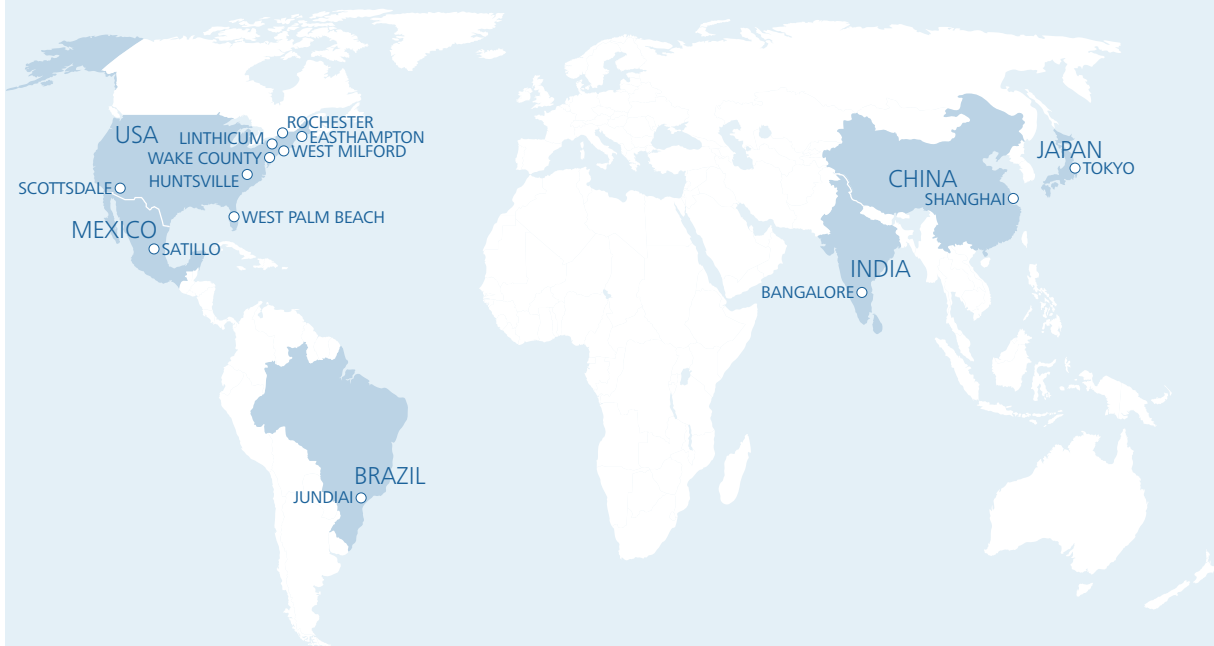 ROCHESTER
USA
LINTHICUM
EASTHAMPTON
WEST MILFORD
WAKE COUNTY
HUNTSVILLE
SCOTTSDALE
WEST PALM BEACH
MEXICO
SATILLO
BRAZIL
JUNDIAI
JAPAN
TOKYO
CHINA
SHANGHAI
INDIA
BANGALORE